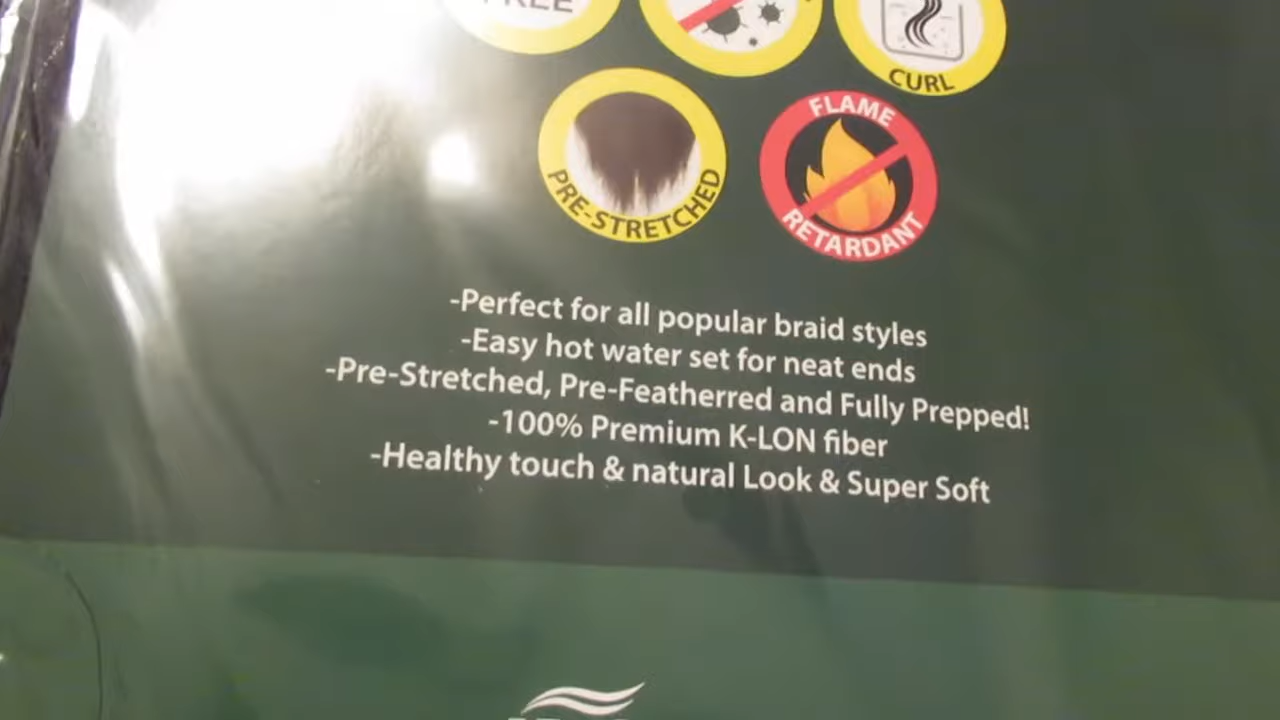 CURL
PRE-STRETCHED
FLAME
RETARDANT
-Perfect for all popular braid styles
-Easy hot water set for neat ends
-Pre-Stretched, Pre-Featherred and Fully Prepped!
-100% Premium K-LON fiber
-Healthy touch & natural Look & Super Soft